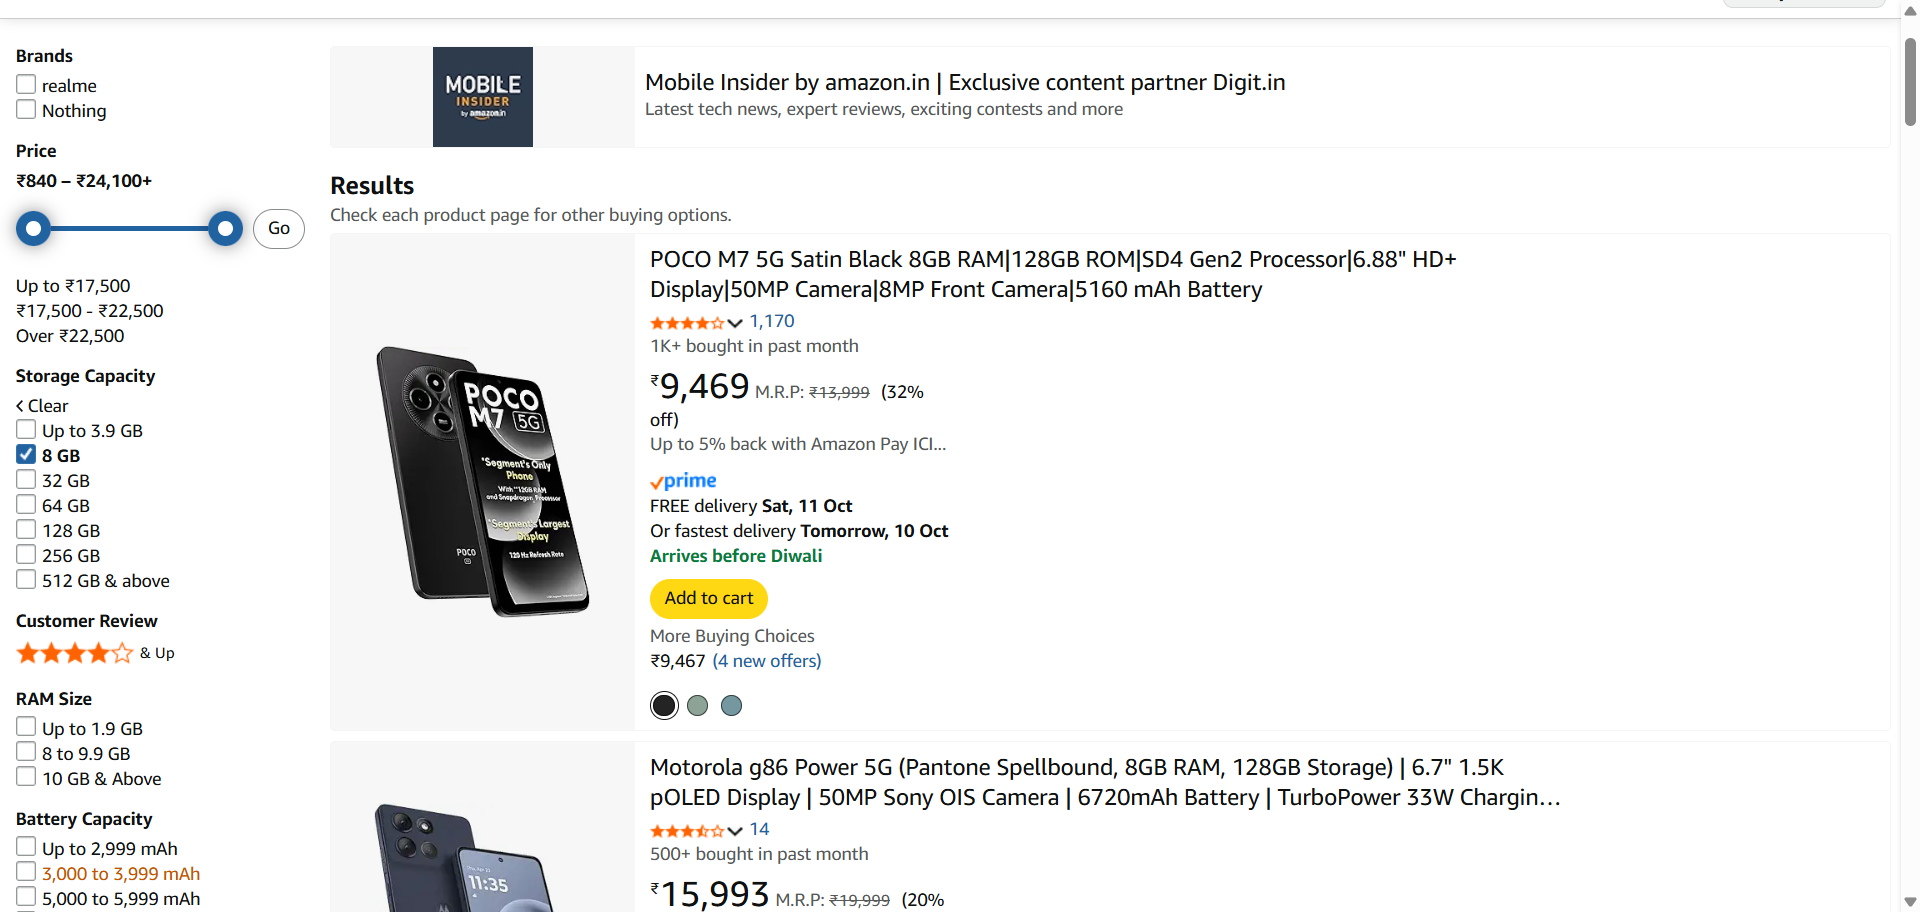 Brands
realme
Nothing
Price
₹840 – ₹24,100+
Go
Up to ₹17,500
₹17,500 - ₹22,500
Over ₹22,500
Storage Capacity
Clear
Up to 3.9 GB
8 GB
32 GB
64 GB
128 GB
256 GB
512 GB & above
Customer Review
& Up
RAM Size
Up to 1.9 GB
8 to 9.9 GB
10 GB & Above
Battery Capacity
Up to 2,999 mAh
3,000 to 3,999 mAh
5,000 to 5,999 mAh
MOBILE
INSIDER
by amazon.in
Mobile Insider by amazon.in | Exclusive content partner Digit.in
Latest tech news, expert reviews, exciting contests and more
Results
Check each product page for other buying options.
POCO
M7 5G
*Segment's Only
Phone
With **12GB RAM
and Snapdragon Processor
*Segment's Largest
Display
120 Hz Refresh Rate
POCO
5G
POCO M7 5G Satin Black 8GB RAM|128GB ROM|SD4 Gen2 Processor|6.88" HD+
Display|50MP Camera|8MP Front Camera|5160 mAh Battery
1,170
1K+ bought in past month
₹9,469 M.R.P: ₹13,999 (32%
off)
Up to 5% back with Amazon Pay ICI...
prime
FREE delivery Sat, 11 Oct
Or fastest delivery Tomorrow, 10 Oct
Arrives before Diwali
Add to cart
More Buying Choices
₹9,467 (4 new offers)
11:35
Motorola g86 Power 5G (Pantone Spellbound, 8GB RAM, 128GB Storage) | 6.7" 1.5K
pOLED Display | 50MP Sony OIS Camera | 6720mAh Battery | TurboPower 33W Chargin...
14
500+ bought in past month
₹15,993 M.R.P: ₹19,999 (20%